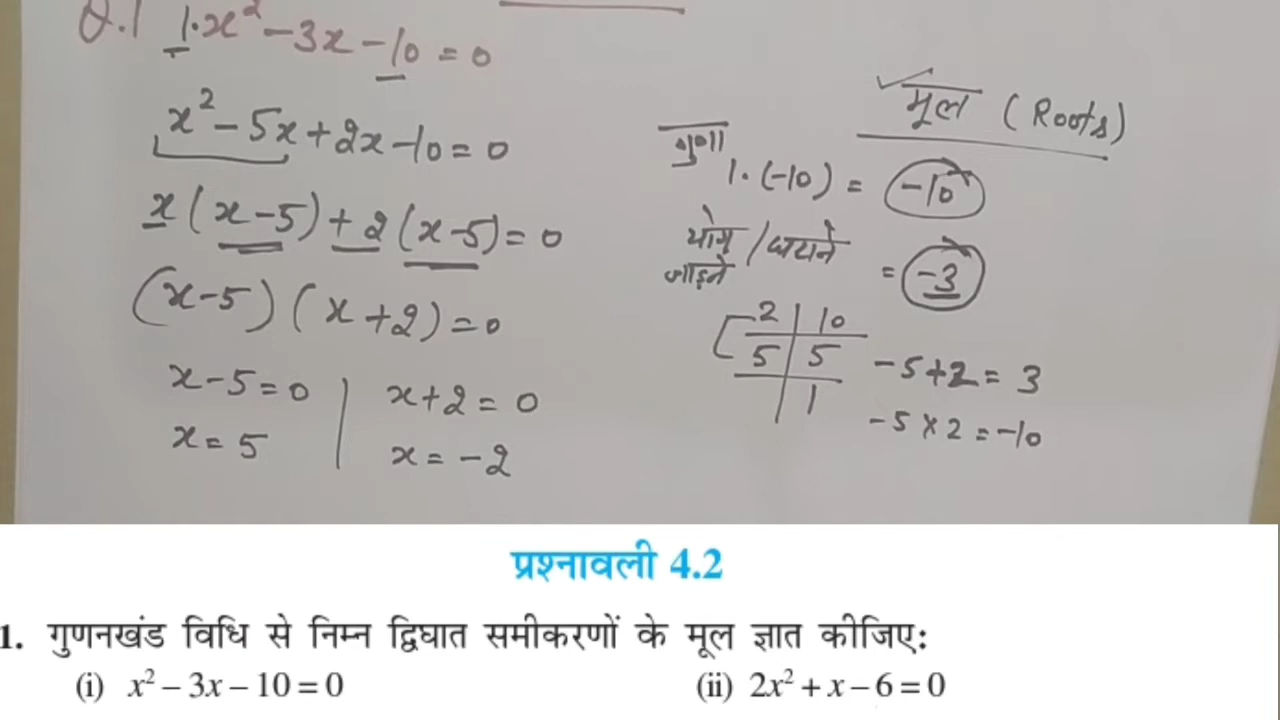 Q.1 1·x² – 3x – 10 = 0
x² – 5x + 2x – 10 = 0
x (x – 5) + 2 (x – 5) = 0
(x – 5) (x + 2) = 0
x – 5 = 0 | x + 2 = 0
x = 5 | x = – 2
✓ मूल (Roots)
गुणा
1. (–10) = –10
योग / घटाने
जोड़ने = –3
2 | 10
5 | 5
| 1
– 5 + 2 = 3
– 5 × 2 = –10
प्रश्नावली 4.2
1. गुणनखंड विधि से निम्न द्विघात समीकरणों के मूल ज्ञात कीजिए:
(i) x² – 3x – 10 = 0 (ii) 2x² + x – 6 = 0